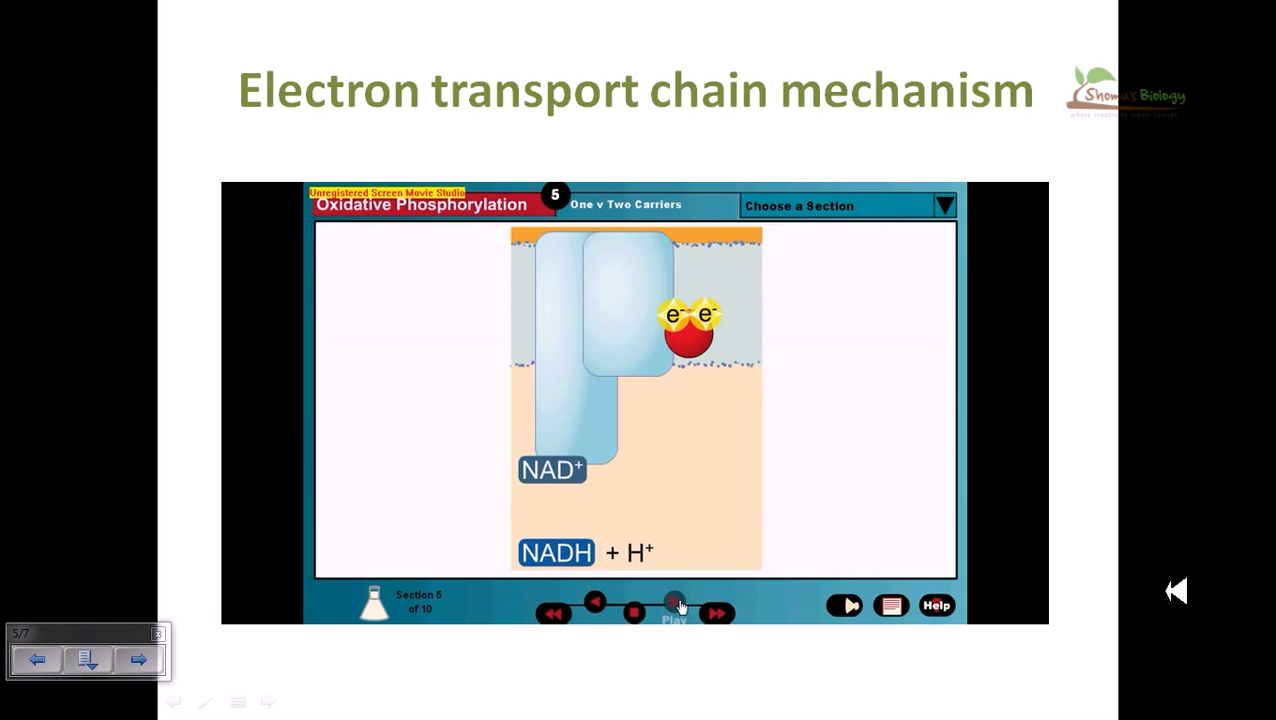 Electron transport chain mechanism
Shomu's Biology
Unregistered Screen Movie Studio
Oxidative Phosphorylation
5
One v Two Carriers
Choose a Section
e⁻ e⁻
NAD⁺
NADH + H⁺
Section 5
of 10
Play
Help
5/7